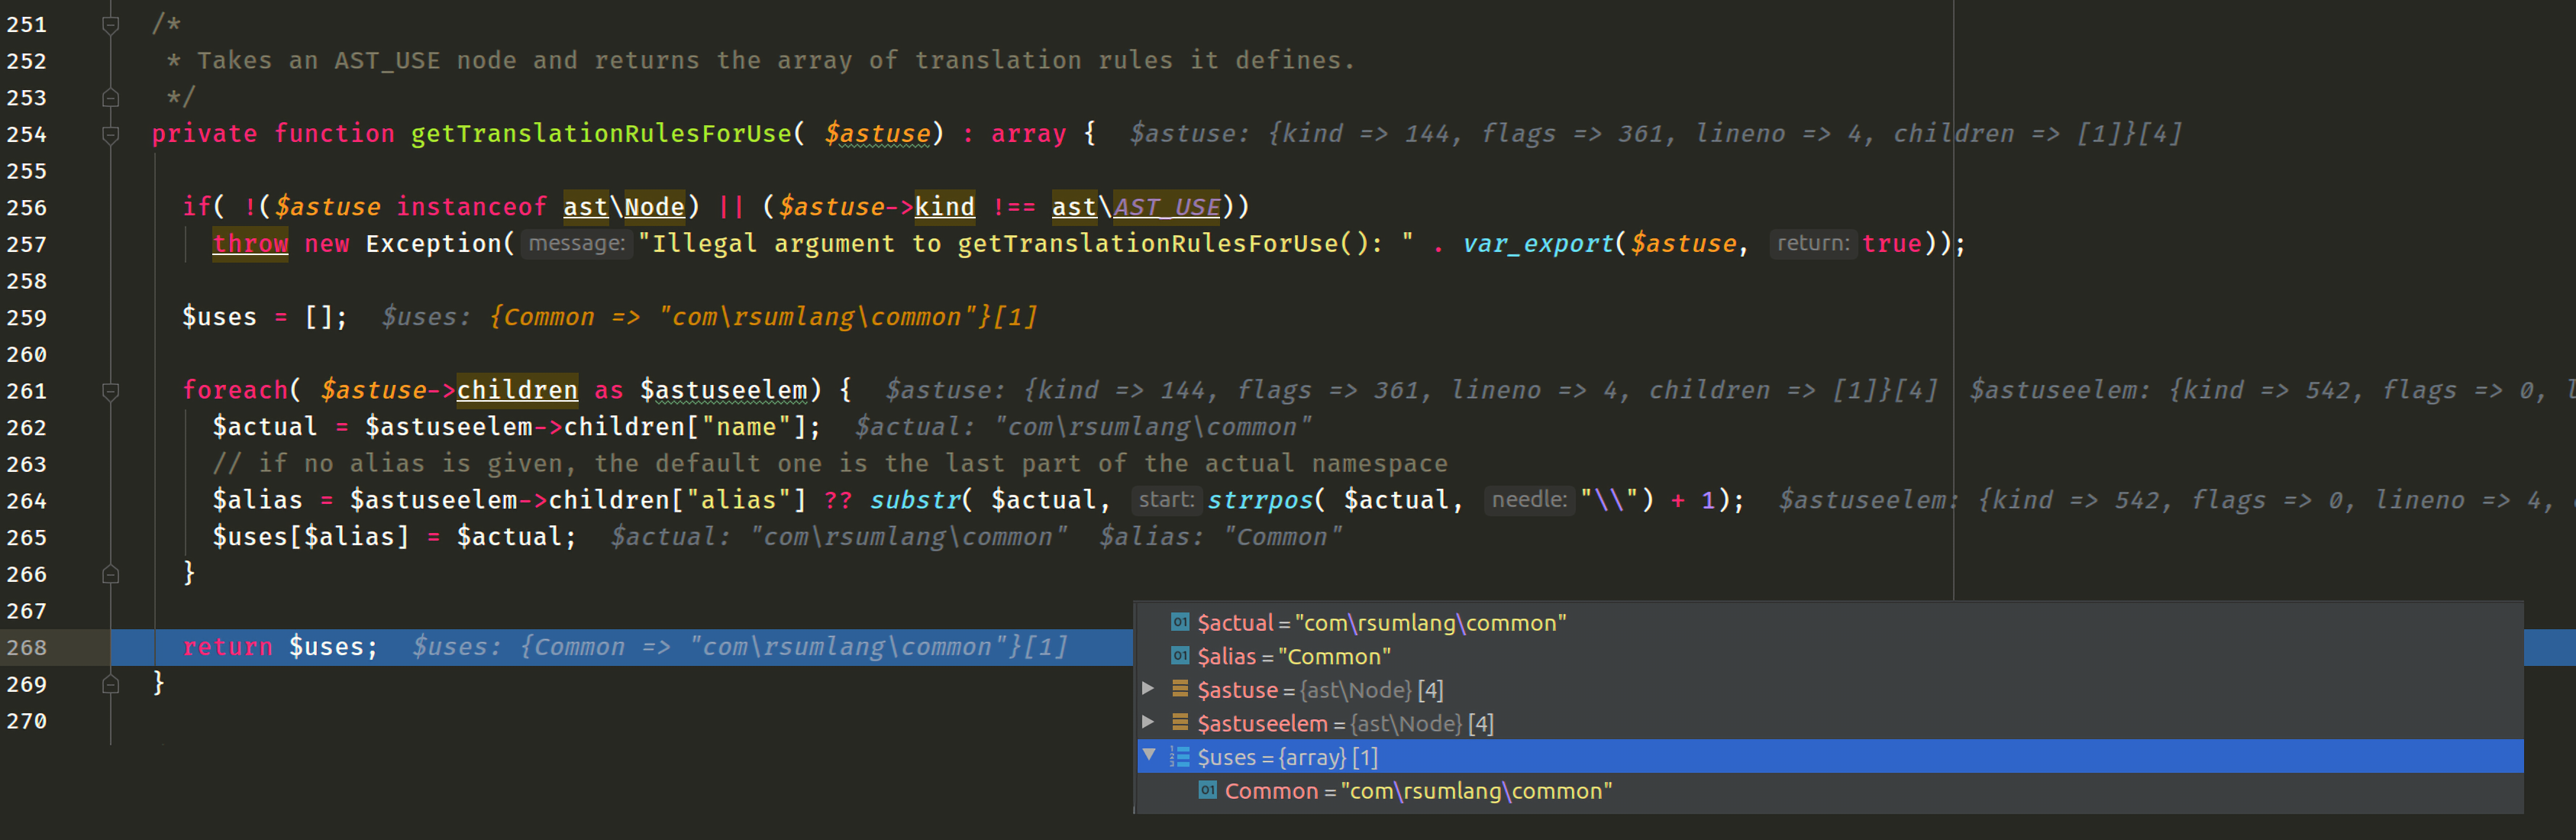 251 /*
252 * Takes an AST_USE node and returns the array of translation rules it defines.
253 */
254 private function getTranslationRulesForUse( $astuse) : array { $astuse: {kind => 144, flags => 361, lineno => 4, children => [1]}[4]
255
256 if( !($astuse instanceof ast\Node) || ($astuse->kind !== ast\AST_USE))
257 throw new Exception( message: "Illegal argument to getTranslationRulesForUse(): " . var_export($astuse, return: true));
258
259 $uses = []; $uses: {Common => "com\rsumlang\common"}[1]
260
261 foreach( $astuse->children as $astuseelem) { $astuse: {kind => 144, flags => 361, lineno => 4, children => [1]}[4] $astuseelem: {kind => 542, flags => 0, l
262 $actual = $astuseelem->children["name"]; $actual: "com\rsumlang\common"
263 // if no alias is given, the default one is the last part of the actual namespace
264 $alias = $astuseelem->children["alias"] ?? substr( $actual, start: strrpos( $actual, needle: "\\") + 1); $astuseelem: {kind => 542, flags => 0, lineno => 4,
265 $uses[$alias] = $actual; $actual: "com\rsumlang\common" $alias: "Common"
266 }
267
268 return $uses; $uses: {Common => "com\rsumlang\common"}[1]
269 }
270
01 $actual = "com\rsumlang\common"
01 $alias = "Common"
$astuse = {ast\Node} [4]
$astuseelem = {ast\Node} [4]
$uses = {array} [1]
01 Common = "com\rsumlang\common"